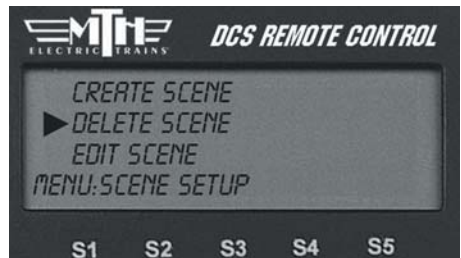 MTH
ELECTRIC TRAINS
DCS REMOTE CONTROL
CREATE SCENE
DELETE SCENE
EDIT SCENE
MENU:SCENE SETUP
S1 S2 S3 S4 S5